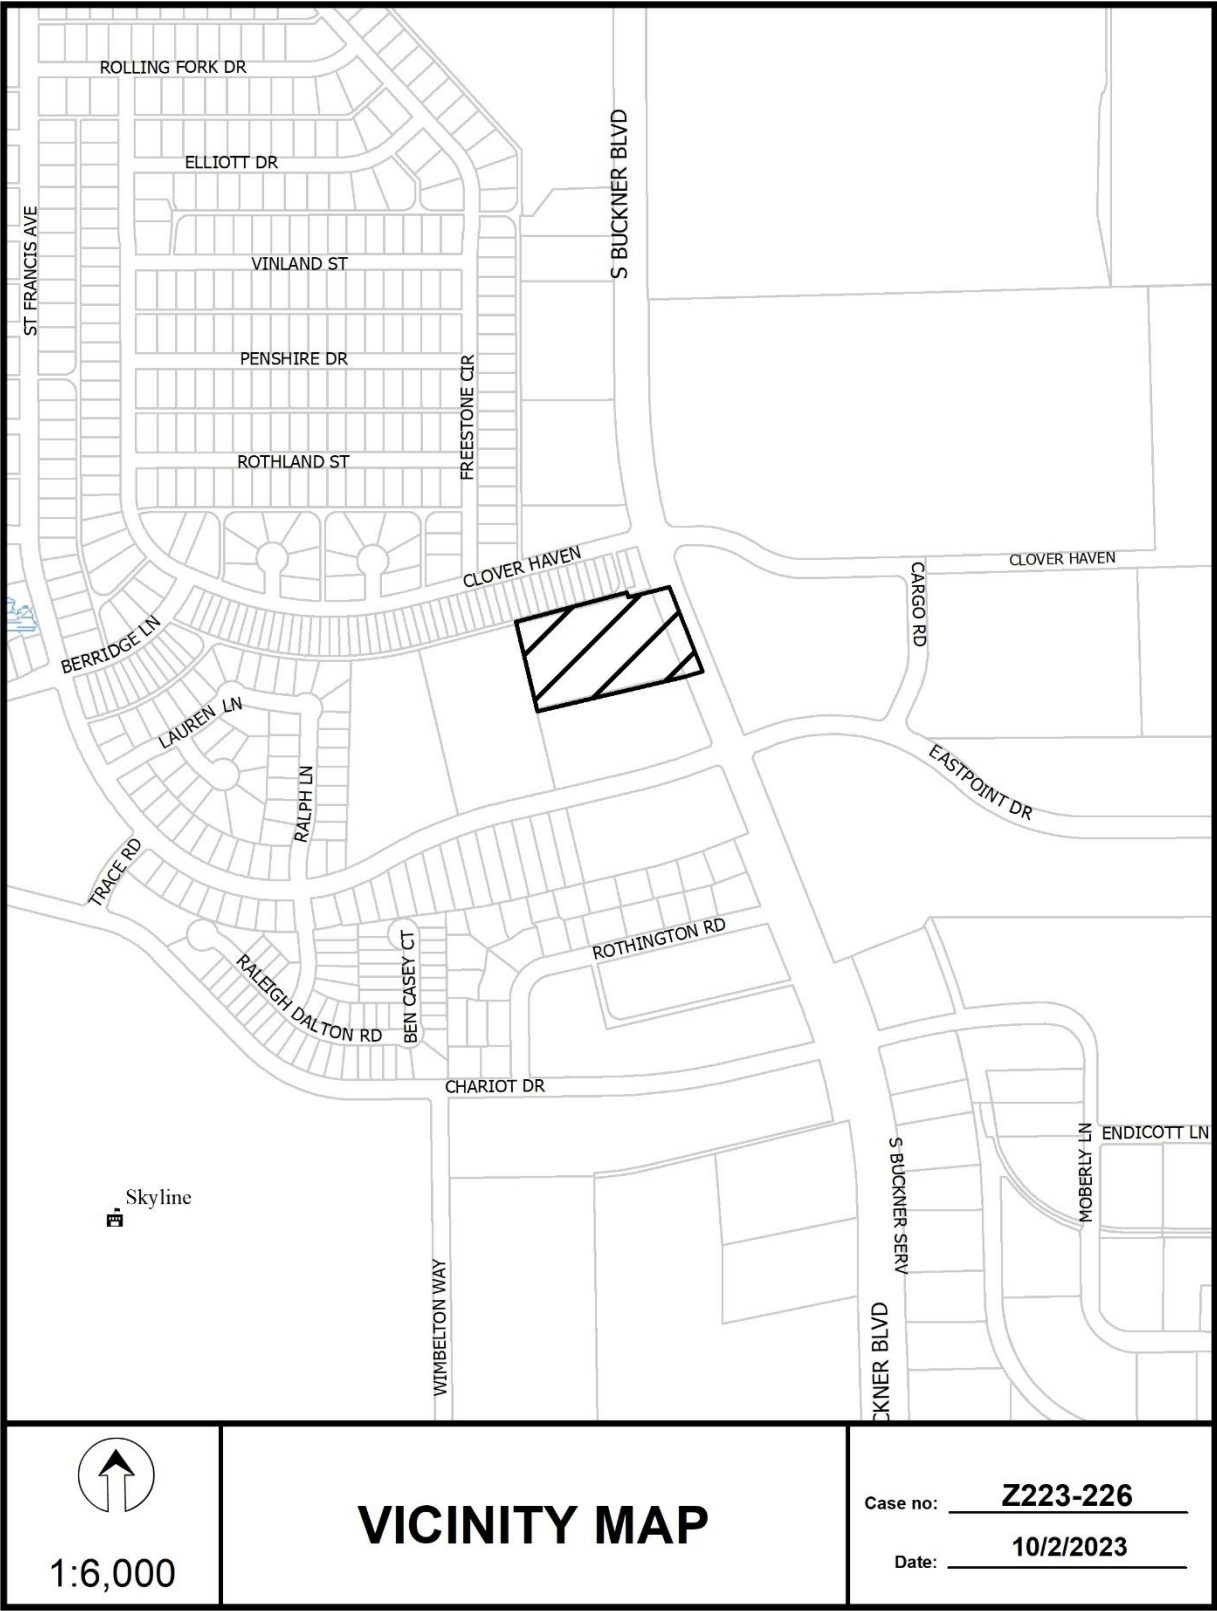 ROLLING FORK DR
S BUCKNER BLVD
ELLIOTT DR
ST FRANCIS AVE
VINLAND ST
PENSHIRE DR
FREESTONE CIR
ROTHLAND ST
CLOVER HAVEN
CLOVER HAVEN
CARGO RD
BERRIDGE LN
LAUREN LN
RALPH LN
EASTPOINT DR
TRACE RD
ROTHINGTON RD
BEN CASEY CT
RALEIGH DALTON RD
CHARIOT DR
ENDICOTT LN
MOBERLY LN
S BUCKNER SERV
Skyline
WIMBELTON WAY
CKNER BLVD
1:6,000
VICINITY MAP
Case no: Z223-226
Date: 10/2/2023